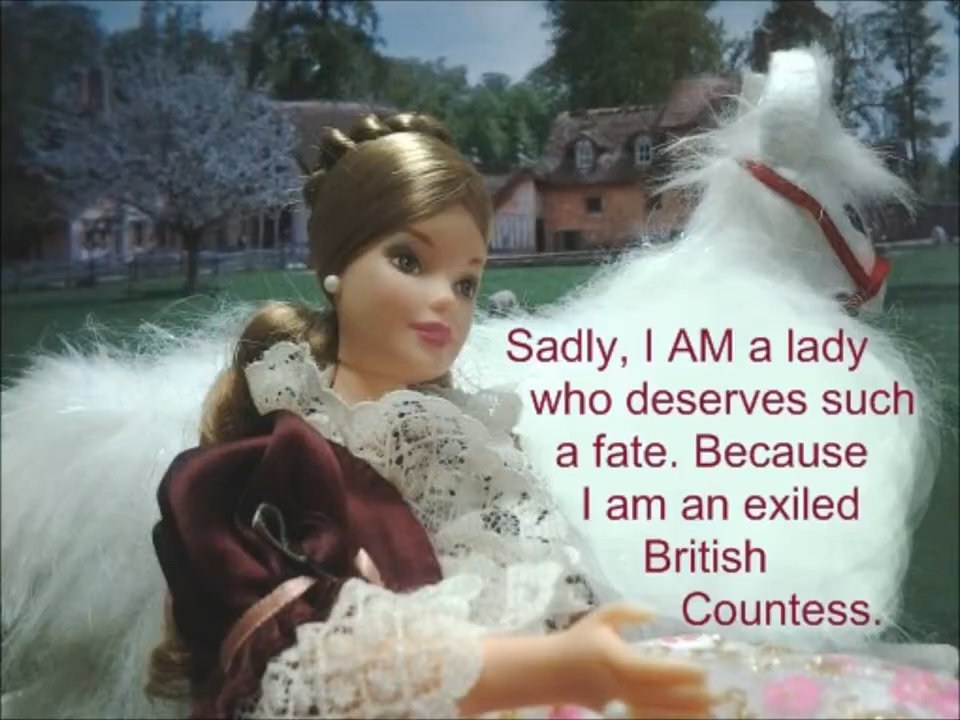 Sadly, I AM a lady
who deserves such
a fate. Because
I am an exiled
British
Countess.